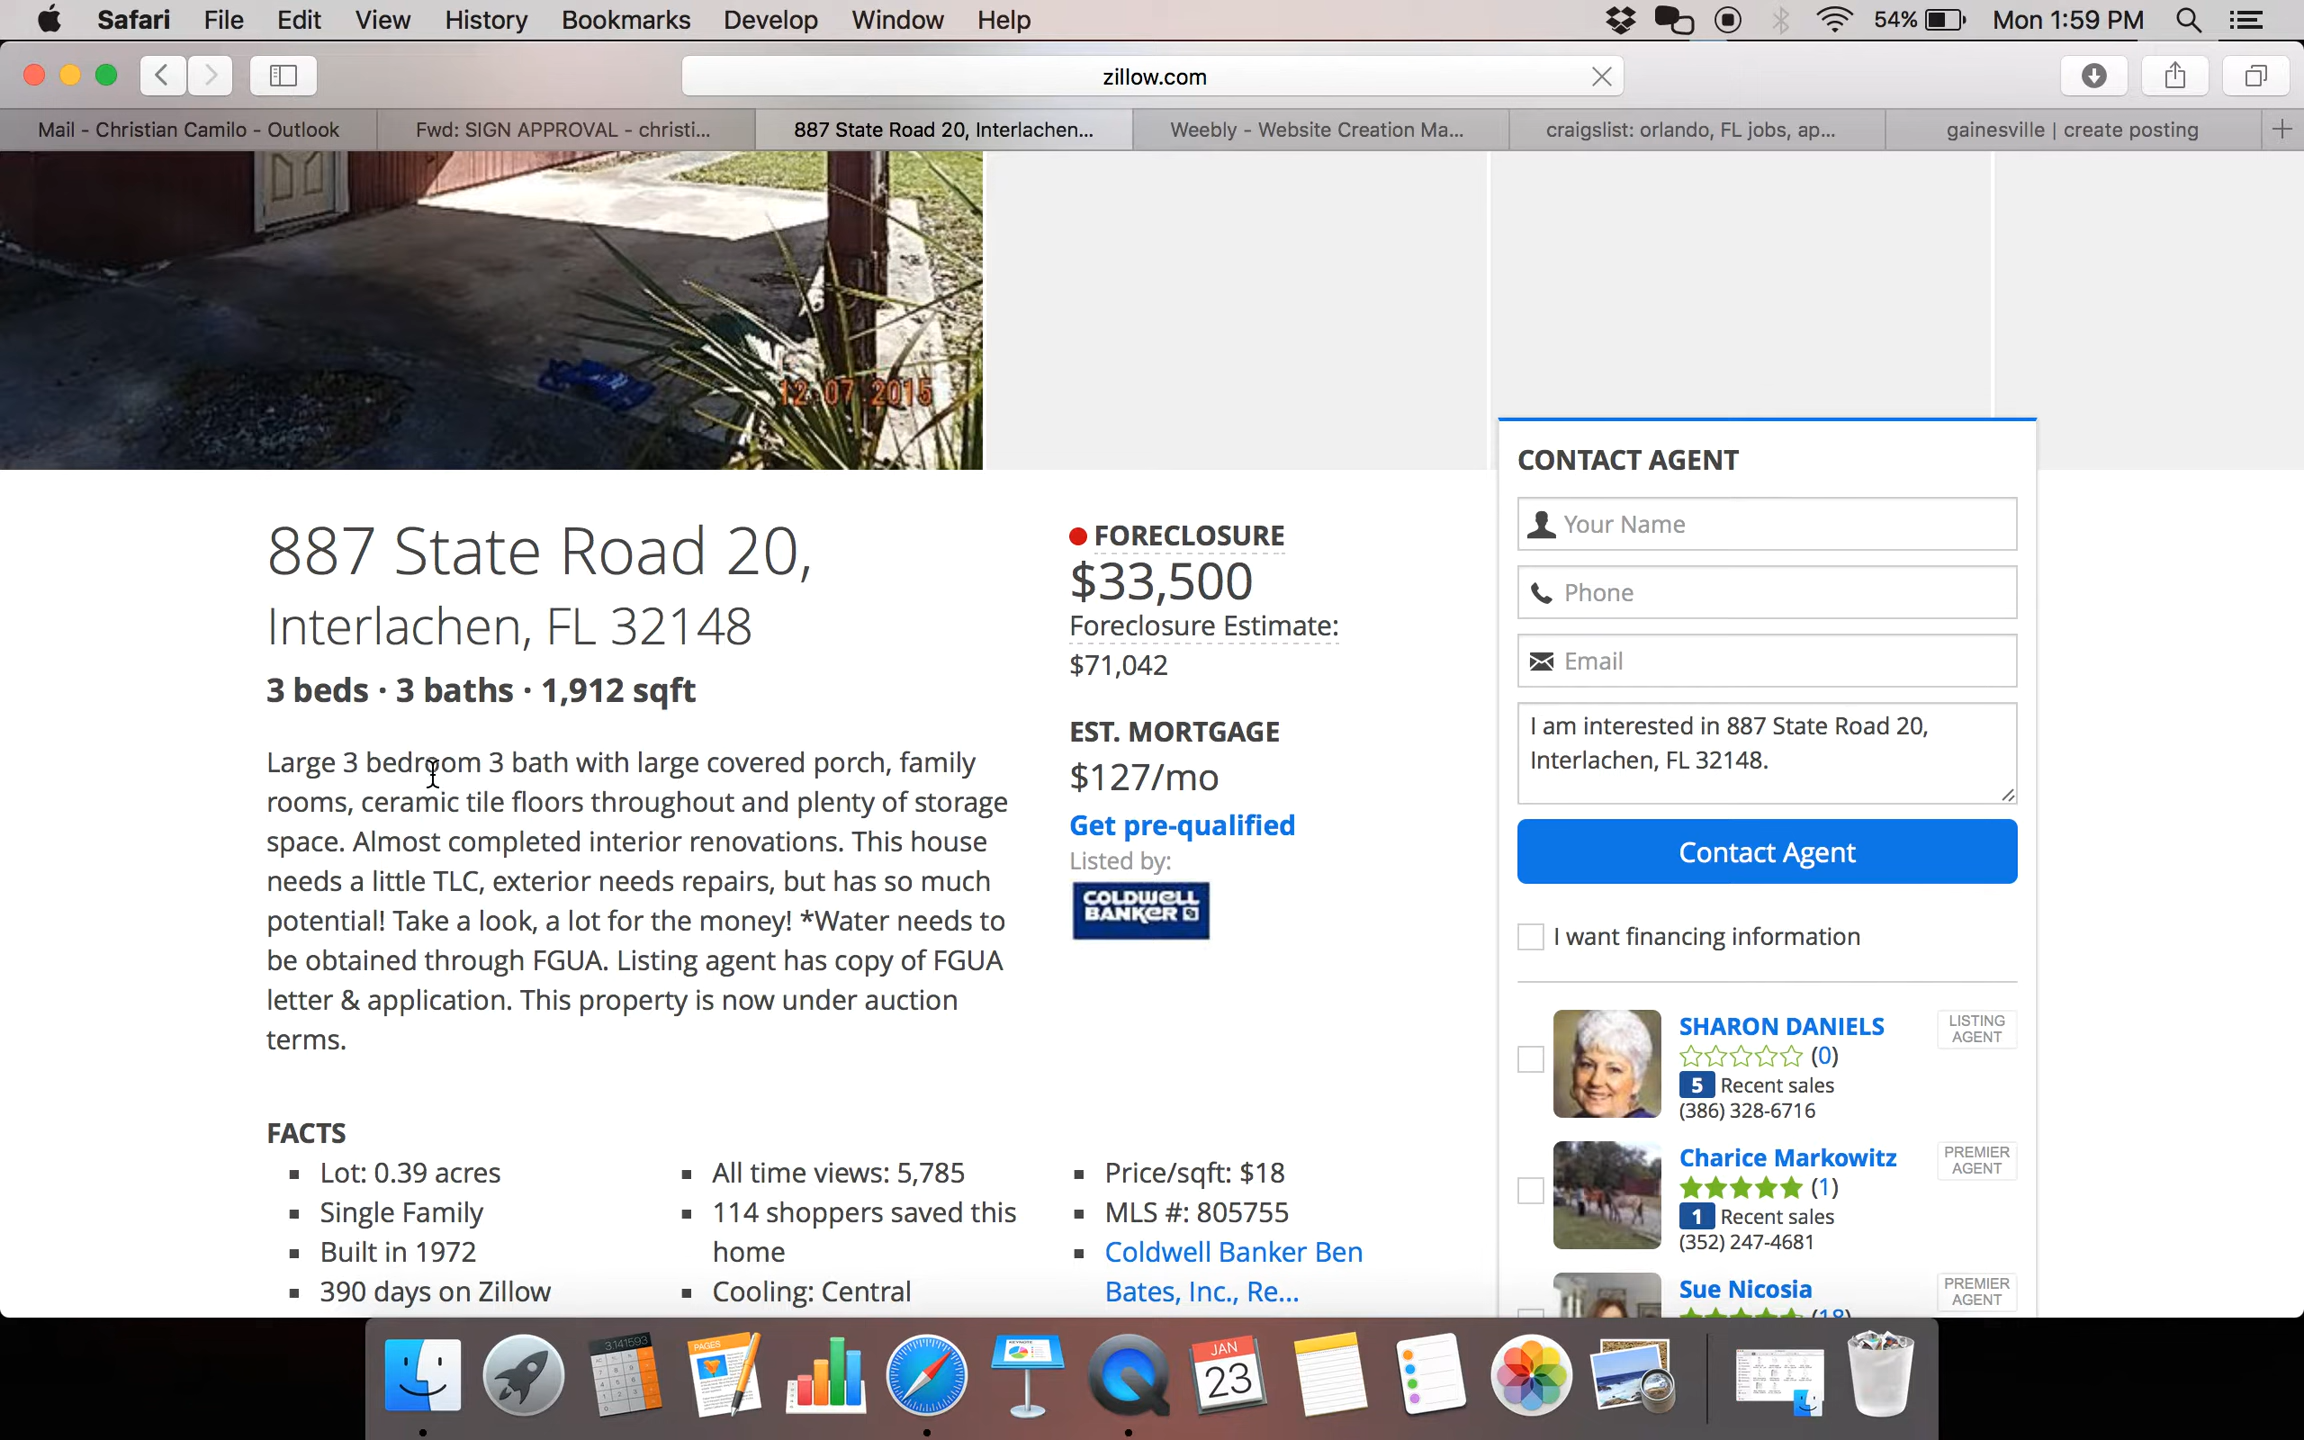 Safari File Edit View History Bookmarks Develop Window Help 54% Mon 1:59 PM
zillow.com
Mail - Christian Camilo - Outlook
Fwd: SIGN APPROVAL - christi...
887 State Road 20, Interlachen...
Weebly - Website Creation Ma...
craigslist: orlando, FL jobs, ap...
gainesville | create posting
12.07.2015
887 State Road 20,
Interlachen, FL 32148
3 beds · 3 baths · 1,912 sqft
Large 3 bedroom 3 bath with large covered porch, family
rooms, ceramic tile floors throughout and plenty of storage
space. Almost completed interior renovations. This house
needs a little TLC, exterior needs repairs, but has so much
potential! Take a look, a lot for the money! *Water needs to
be obtained through FGUA. Listing agent has copy of FGUA
letter & application. This property is now under auction
terms.
FORECLOSURE
$33,500
Foreclosure Estimate:
$71,042
EST. MORTGAGE
$127/mo
Get pre-qualified
Listed by:
COLDWELL
BANKER
FACTS
Lot: 0.39 acres
Single Family
Built in 1972
390 days on Zillow
All time views: 5,785
114 shoppers saved this
home
Cooling: Central
Price/sqft: $18
MLS #: 805755
Coldwell Banker Ben
Bates, Inc., Re...
CONTACT AGENT
Your Name
Phone
Email
I am interested in 887 State Road 20,
Interlachen, FL 32148.
Contact Agent
I want financing information
SHARON DANIELS
LISTING
AGENT
(0)
5 Recent sales
(386) 328-6716
Charice Markowitz
PREMIER
AGENT
(1)
1 Recent sales
(352) 247-4681
Sue Nicosia
PREMIER
AGENT
(18)
3.141593
PAGES
JAN
23